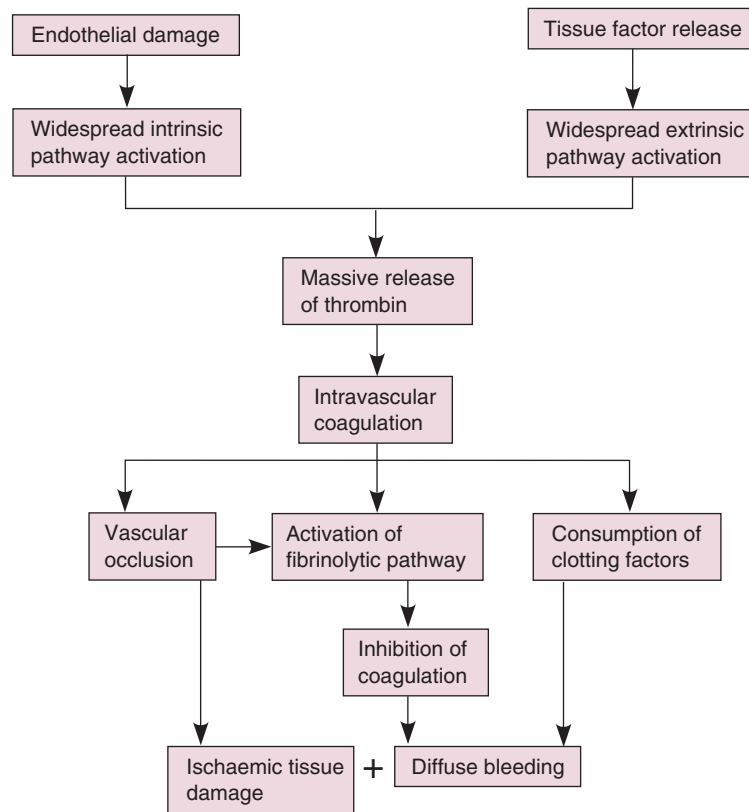 Endothelial damage
Tissue factor release
Widespread intrinsic
pathway activation
Widespread extrinsic
pathway activation
Massive release
of thrombin
Intravascular
coagulation
Vascular
occlusion
Activation of
fibrinolytic pathway
Consumption of
clotting factors
Inhibition of
coagulation
Ischaemic tissue
damage
+
Diffuse bleeding